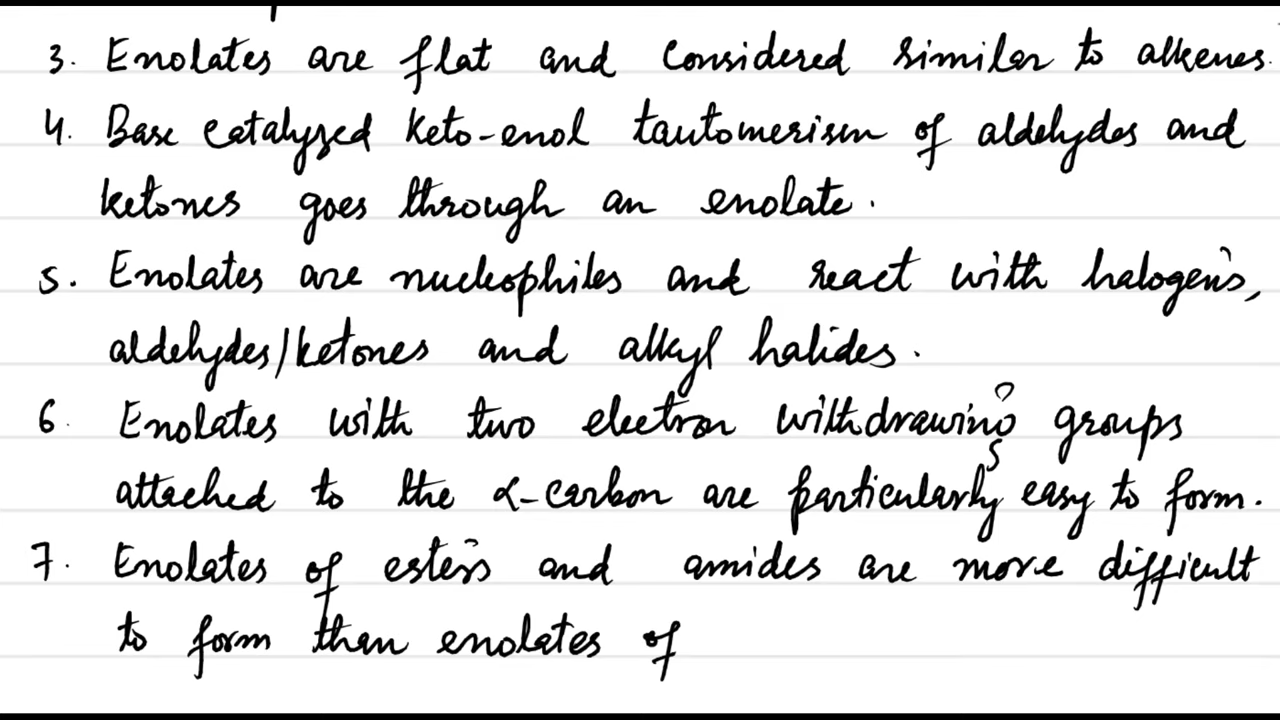 3. Enolates are flat and considered similar to alkenes.
4. Base catalyzed keto-enol tautomerism of aldehydes and
ketones goes through an enolate.
5. Enolates are nucleophiles and react with halogens,
aldehydes/ketones and alkyl halides.
6. Enolates with two electron withdrawing groups
attached to the α-carbon are particularly easy to form.
7. Enolates of esters and amides are more difficult
to form than enolates of